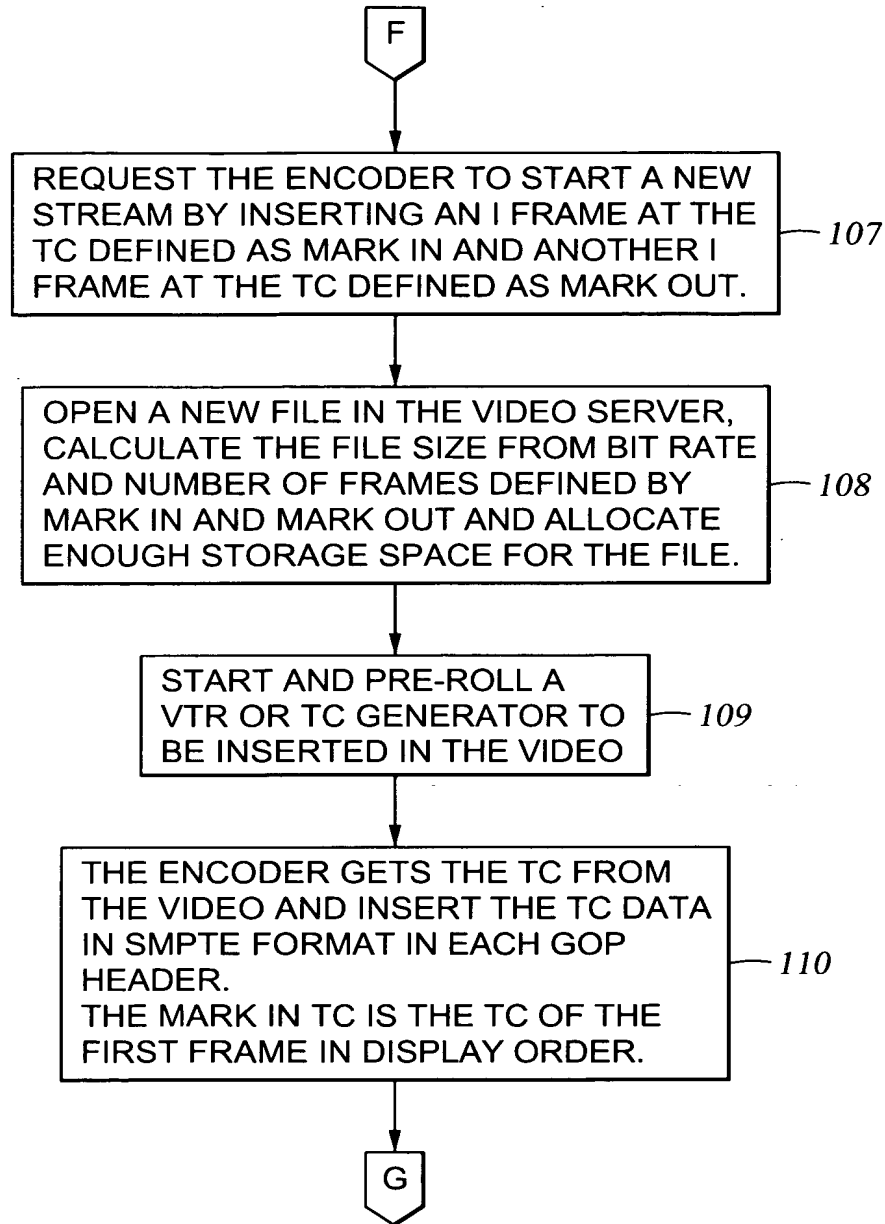 F
REQUEST THE ENCODER TO START A NEW
STREAM BY INSERTING AN I FRAME AT THE
TC DEFINED AS MARK IN AND ANOTHER I
FRAME AT THE TC DEFINED AS MARK OUT.
107
OPEN A NEW FILE IN THE VIDEO SERVER,
CALCULATE THE FILE SIZE FROM BIT RATE
AND NUMBER OF FRAMES DEFINED BY
MARK IN AND MARK OUT AND ALLOCATE
ENOUGH STORAGE SPACE FOR THE FILE.
108
START AND PRE-ROLL A
VTR OR TC GENERATOR TO
BE INSERTED IN THE VIDEO
109
THE ENCODER GETS THE TC FROM
THE VIDEO AND INSERT THE TC DATA
IN SMPTE FORMAT IN EACH GOP
HEADER.
THE MARK IN TC IS THE TC OF THE
FIRST FRAME IN DISPLAY ORDER.
110
G